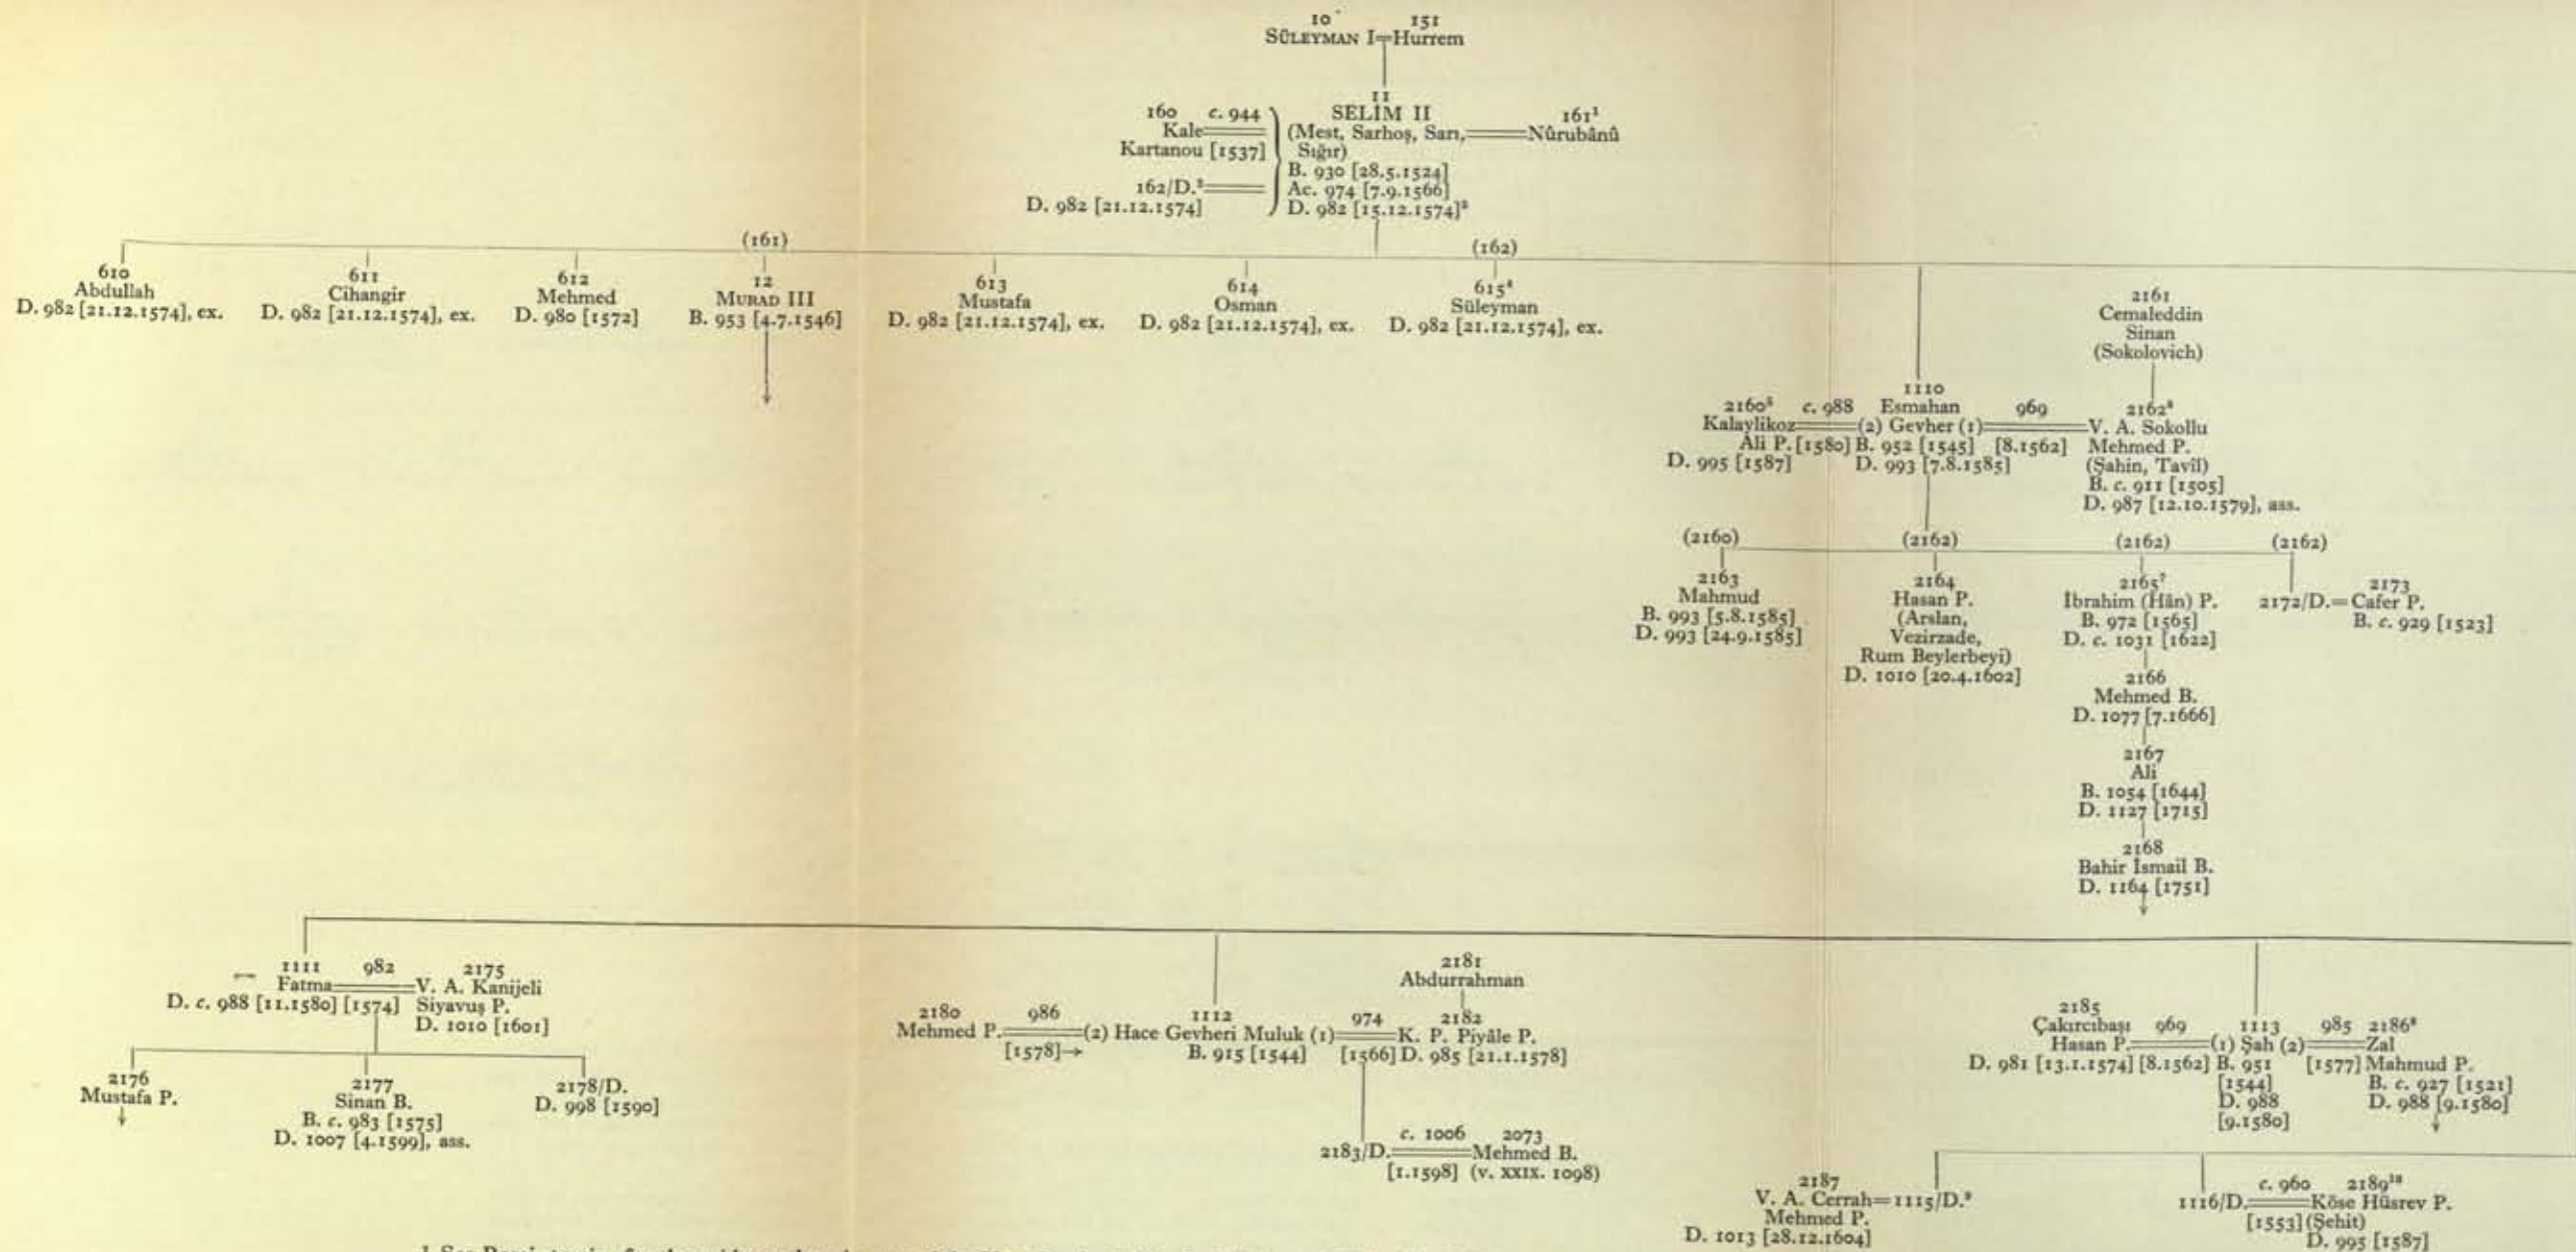 10 151
SÜLEYMAN I Hurrem
11
160 c. 944 SELİM II 161¹
Kale (Mest, Sarhoş, Sarı, Nûrubânû
Kartanou [1537] Sığır)
B. 930 [28.5.1524]
162/D.² Ac. 974 [7.9.1566]
D. 982 [21.12.1574] D. 982 [15.12.1574]³
(161) (162)
610 611 612 12 613 614 615⁴
Abdullah Cihangir Mehmed MURAD III Mustafa Osman Süleyman
D. 982 [21.12.1574], ex. D. 982 [21.12.1574], ex. D. 980 [1572] B. 953 [4.7.1546] D. 982 [21.12.1574], ex. D. 982 [21.12.1574], ex. D. 982 [21.12.1574], ex.
2161
Cemaleddin
Sinan
(Sokolovich)
1110
2160⁵ c. 988 Esmahan 969 2162⁶
Kalaylikoz (2) Gevher (1) V. A. Sokollu
Ali P. [1580] B. 952 [1545] [8.1562] Mehmed P.
D. 995 [1587] D. 993 [7.8.1585] (Şahin, Tavîl)
B. c. 911 [1505]
D. 987 [12.10.1579], ass.
(2160) (2162) (2162) (2162)
2163 2164 2165⁷ 2173
Mahmud Hasan P. İbrahim (Hân) P. 2172/D.= Cafer P.
B. 993 [5.8.1585] (Arslan, B. 972 [1565] B. c. 929 [1523]
D. 993 [24.9.1585] Vezirzade, D. c. 1031 [1622]
Rum Beylerbeyi)
D. 1010 [20.4.1602] 2166
Mehmed B.
D. 1077 [7.1666]
2167
Ali
B. 1054 [1644]
D. 1127 [1715]
2168
Bahir İsmail B.
D. 1164 [1751]
1111 982 2175
Fatma V. A. Kanijeli
D. c. 988 [11.1580] [1574] Siyavuş P.
D. 1010 [1601]
2176 2177 2178/D.
Mustafa P. Sinan B. D. 998 [1590]
B. c. 983 [1575]
D. 1007 [4.1599], ass.
2181
Abdurrahman
2180 986 1112 974 2182
Mehmed P. (2) Hace Gevheri Muluk (1) K. P. Piyâle P.
[1578]→ B. 915 [1544] [1566] D. 985 [21.1.1578]
c. 1006 2073
2183/D. Mehmed B.
[1.1598] (v. XXIX. 1098)
2185
Çakırcıbaşı 969 1113 985 2186⁸
Hasan P. (1) Şah (2) Zal
D. 981 [13.1.1574] [8.1562] B. 951 [1577] Mahmud P.
[1544] B. c. 927 [1521]
D. 988 D. 988 [9.1580]
[9.1580]
2187 c. 960 2189¹⁰
V. A. Cerrah=1115/D.⁹ 1116/D. Köse Hüsrev P.
Mehmed P. [1553] (Şehit)
D. 1013 [28.12.1604] D. 995 [1587]